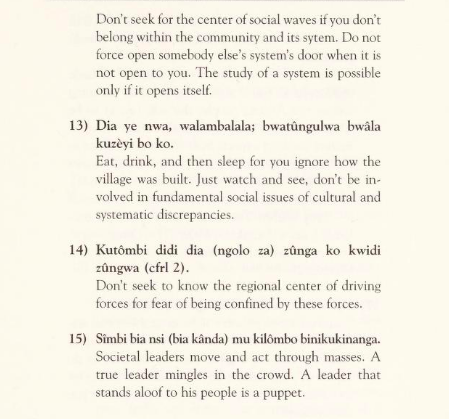 Don't seek for the center of social waves if you don't
belong within the community and its sytem. Do not
force open somebody else's system's door when it is
not open to you. The study of a system is possible
only if it opens itself.
13) Dia ye nwa, walambalala; bwatûngulwa bwâla
kuzèyi bo ko.
Eat, drink, and then sleep for you ignore how the
village was built. Just watch and see, don't be in-
volved in fundamental social issues of cultural and
systematic discrepancies.
14) Kutômbi didi dia (ngolo za) zûnga ko kwidi
zûngwa (cfrl 2).
Don't seek to know the regional center of driving
forces for fear of being confined by these forces.
15) Sîmbi bia nsi (bia kânda) mu kilômbo binikukinanga.
Societal leaders move and act through masses. A
true leader mingles in the crowd. A leader that
stands aloof to his people is a puppet.